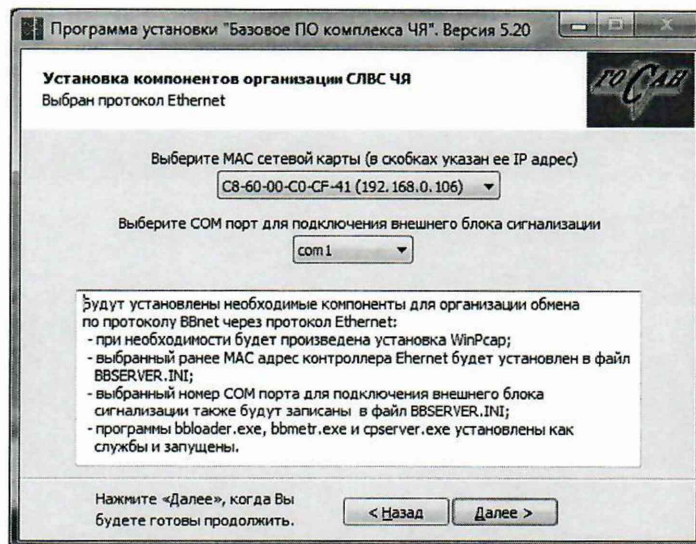 Программа установки "Базовое ПО комплекса ЧЯ". Версия 5.20
Установка компонентов организации СЛВС ЧЯ
Выбран протокол Ethernet
ГОСАН
Выберите MAC сетевой карты (в скобках указан ее IP адрес)
C8-60-00-C0-CF-41 (192.168.0.106)
Выберите COM порт для подключения внешнего блока сигнализации
com1
Будут установлены необходимые компоненты для организации обмена
по протоколу BBnet через протокол Ethernet:
- при необходимости будет произведена установка WinPcap;
- выбранный ранее MAC адрес контроллера Ehernet будет установлен в файл
BBSERVER.INI;
- выбранный номер COM порта для подключения внешнего блока
сигнализации также будут записаны в файл BBSERVER.INI;
- программы bbloader.exe, bbmetr.exe и cpserver.exe установлены как
службы и запущены.
Нажмите «Далее», когда Вы
будете готовы продолжить.
< Назад
Далее >